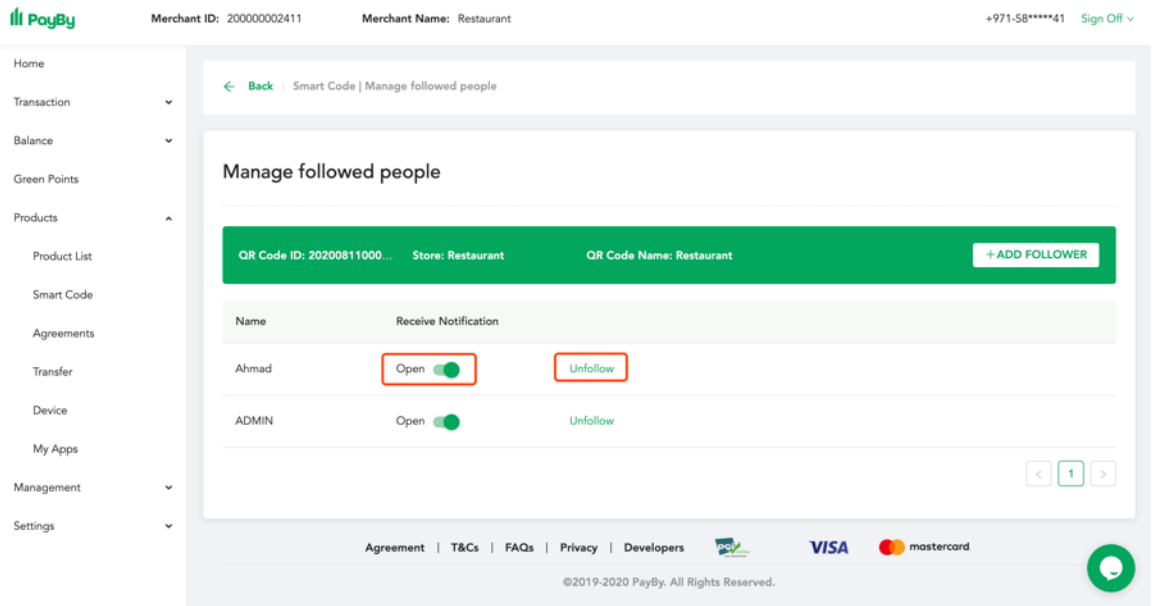 PayBy Merchant ID: 200000002411 Merchant Name: Restaurant +971-58*****41 Sign Off
Home
Transaction
Balance
Green Points
Products
Product List
Smart Code
Agreements
Transfer
Device
My Apps
Management
Settings
Back Smart Code | Manage followed people
Manage followed people
QR Code ID: 20200811000... Store: Restaurant QR Code Name: Restaurant +ADD FOLLOWER
Name Receive Notification
Ahmad Open Unfollow
ADMIN Open Unfollow
< 1 >
Agreement | T&Cs | FAQs | Privacy | Developers pci VISA mastercard
©2019-2020 PayBy. All Rights Reserved.